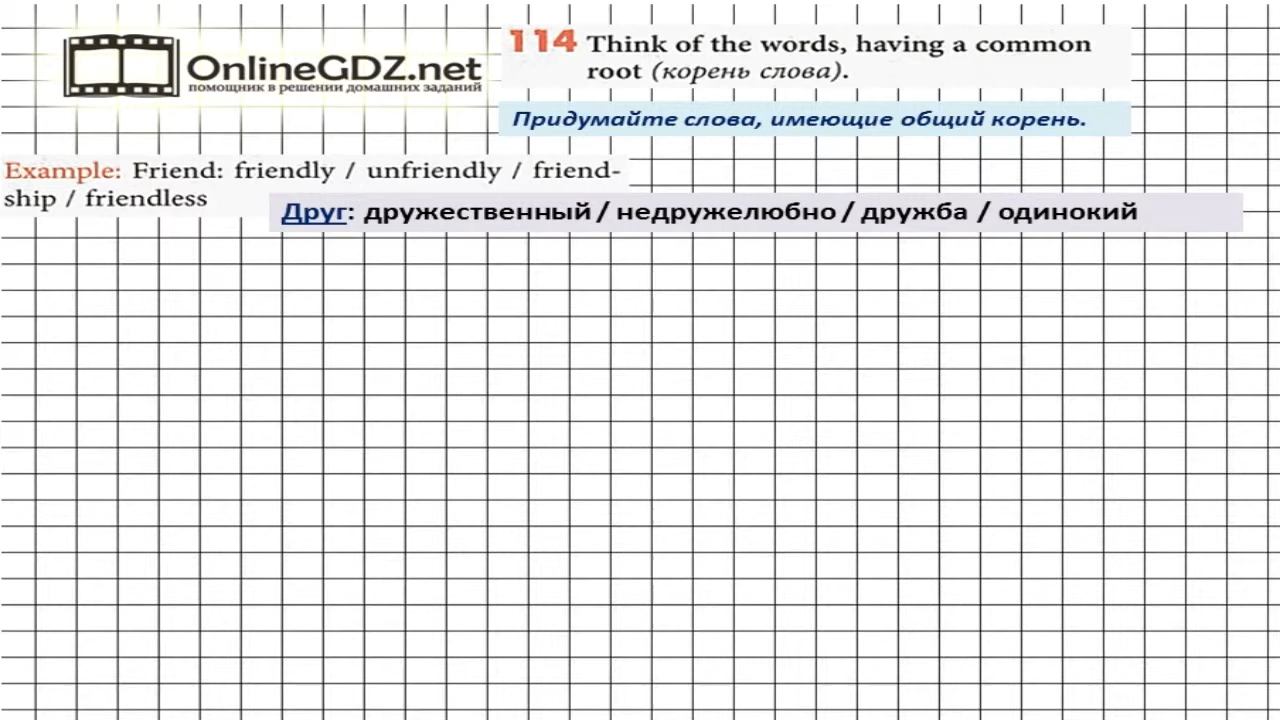 OnlineGDZ.net
помощник в решении домашних заданий
114 Think of the words, having a common
root (корень слова).
Придумайте слова, имеющие общий корень.
Example: Friend: friendly / unfriendly / friend-
ship / friendless
Друг: дружественный / недружелюбно / дружба / одинокий